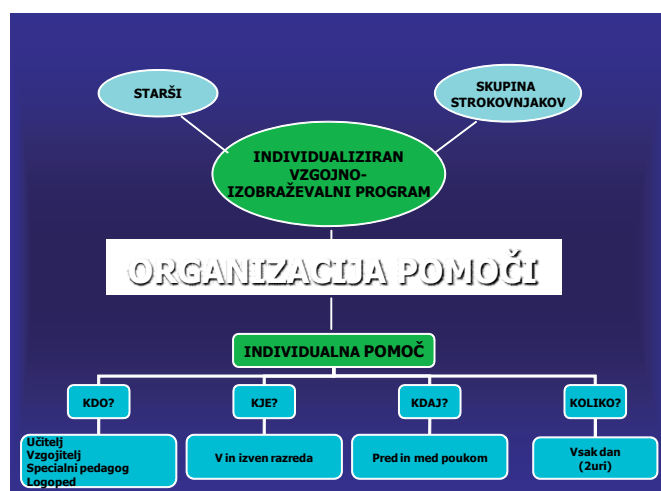 STARŠI
SKUPINA
STROKOVNJAKOV
INDIVIDUALIZIRAN
VZGOJNO-
IZOBRAŽEVALNI PROGRAM
ORGANIZACIJA POMOČI
INDIVIDUALNA POMOČ
KDO?
KJE?
KDAJ?
KOLIKO?
Učitelj
Vzgojitelj
Specialni pedagog
Logoped
V in izven razreda
Pred in med poukom
Vsak dan
(2uri)